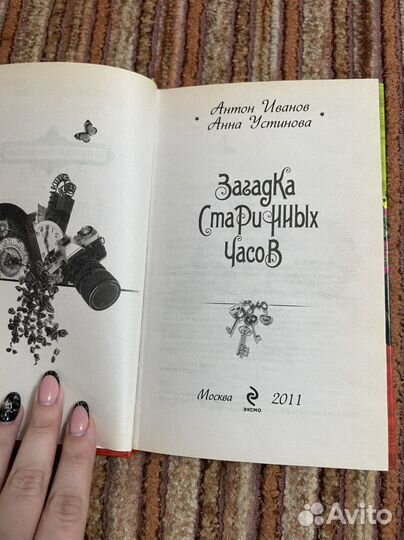 Антон Иванов
Анна Устинова
Загадка
Старинных
часов
Москва ЭКСМО 2011
Avito